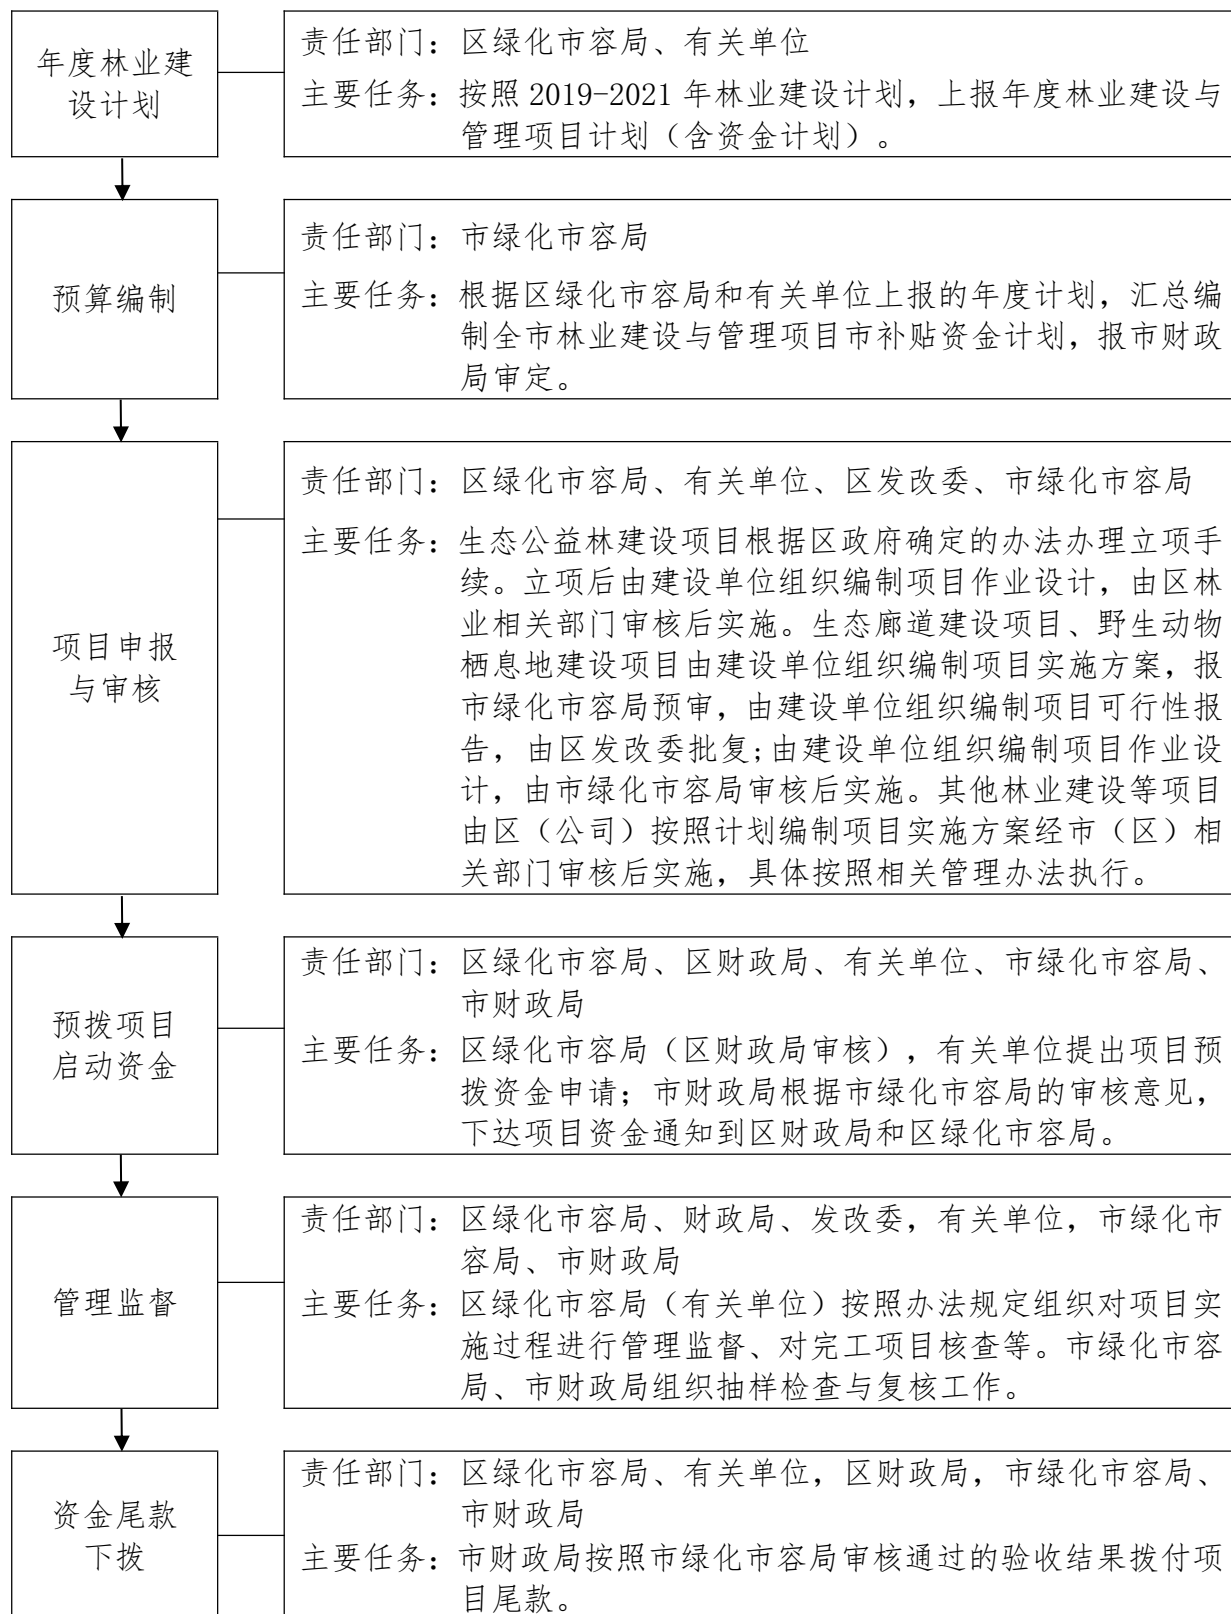 年度林业建
设计划
责任部门：区绿化市容局、有关单位
主要任务：按照 2019-2021 年林业建设计划，上报年度林业建设与
管理项目计划（含资金计划）。
预算编制
责任部门：市绿化市容局
主要任务：根据区绿化市容局和有关单位上报的年度计划，汇总编
制全市林业建设与管理项目市补贴资金计划，报市财政
局审定。
项目申报
与审核
责任部门：区绿化市容局、有关单位、区发改委、市绿化市容局
主要任务：生态公益林建设项目根据区政府确定的办法办理立项手
续。立项后由建设单位组织编制项目作业设计，由区林
业相关部门审核后实施。生态廊道建设项目、野生动物
栖息地建设项目由建设单位组织编制项目实施方案，报
市绿化市容局预审，由建设单位组织编制项目可行性报
告，由区发改委批复;由建设单位组织编制项目作业设
计，由市绿化市容局审核后实施。其他林业建设等项目
由区（公司）按照计划编制项目实施方案经市（区）相
关部门审核后实施，具体按照相关管理办法执行。
预拨项目
启动资金
责任部门：区绿化市容局、区财政局、有关单位、市绿化市容局、
市财政局
主要任务：区绿化市容局（区财政局审核），有关单位提出项目预
拨资金申请；市财政局根据市绿化市容局的审核意见，
下达项目资金通知到区财政局和区绿化市容局。
管理监督
责任部门：区绿化市容局、财政局、发改委，有关单位，市绿化市
容局、市财政局
主要任务：区绿化市容局（有关单位）按照办法规定组织对项目实
施过程进行管理监督、对完工项目核查等。市绿化市容
局、市财政局组织抽样检查与复核工作。
资金尾款
下拨
责任部门：区绿化市容局、有关单位，区财政局，市绿化市容局、
市财政局
主要任务：市财政局按照市绿化市容局审核通过的验收结果拨付项
目尾款。